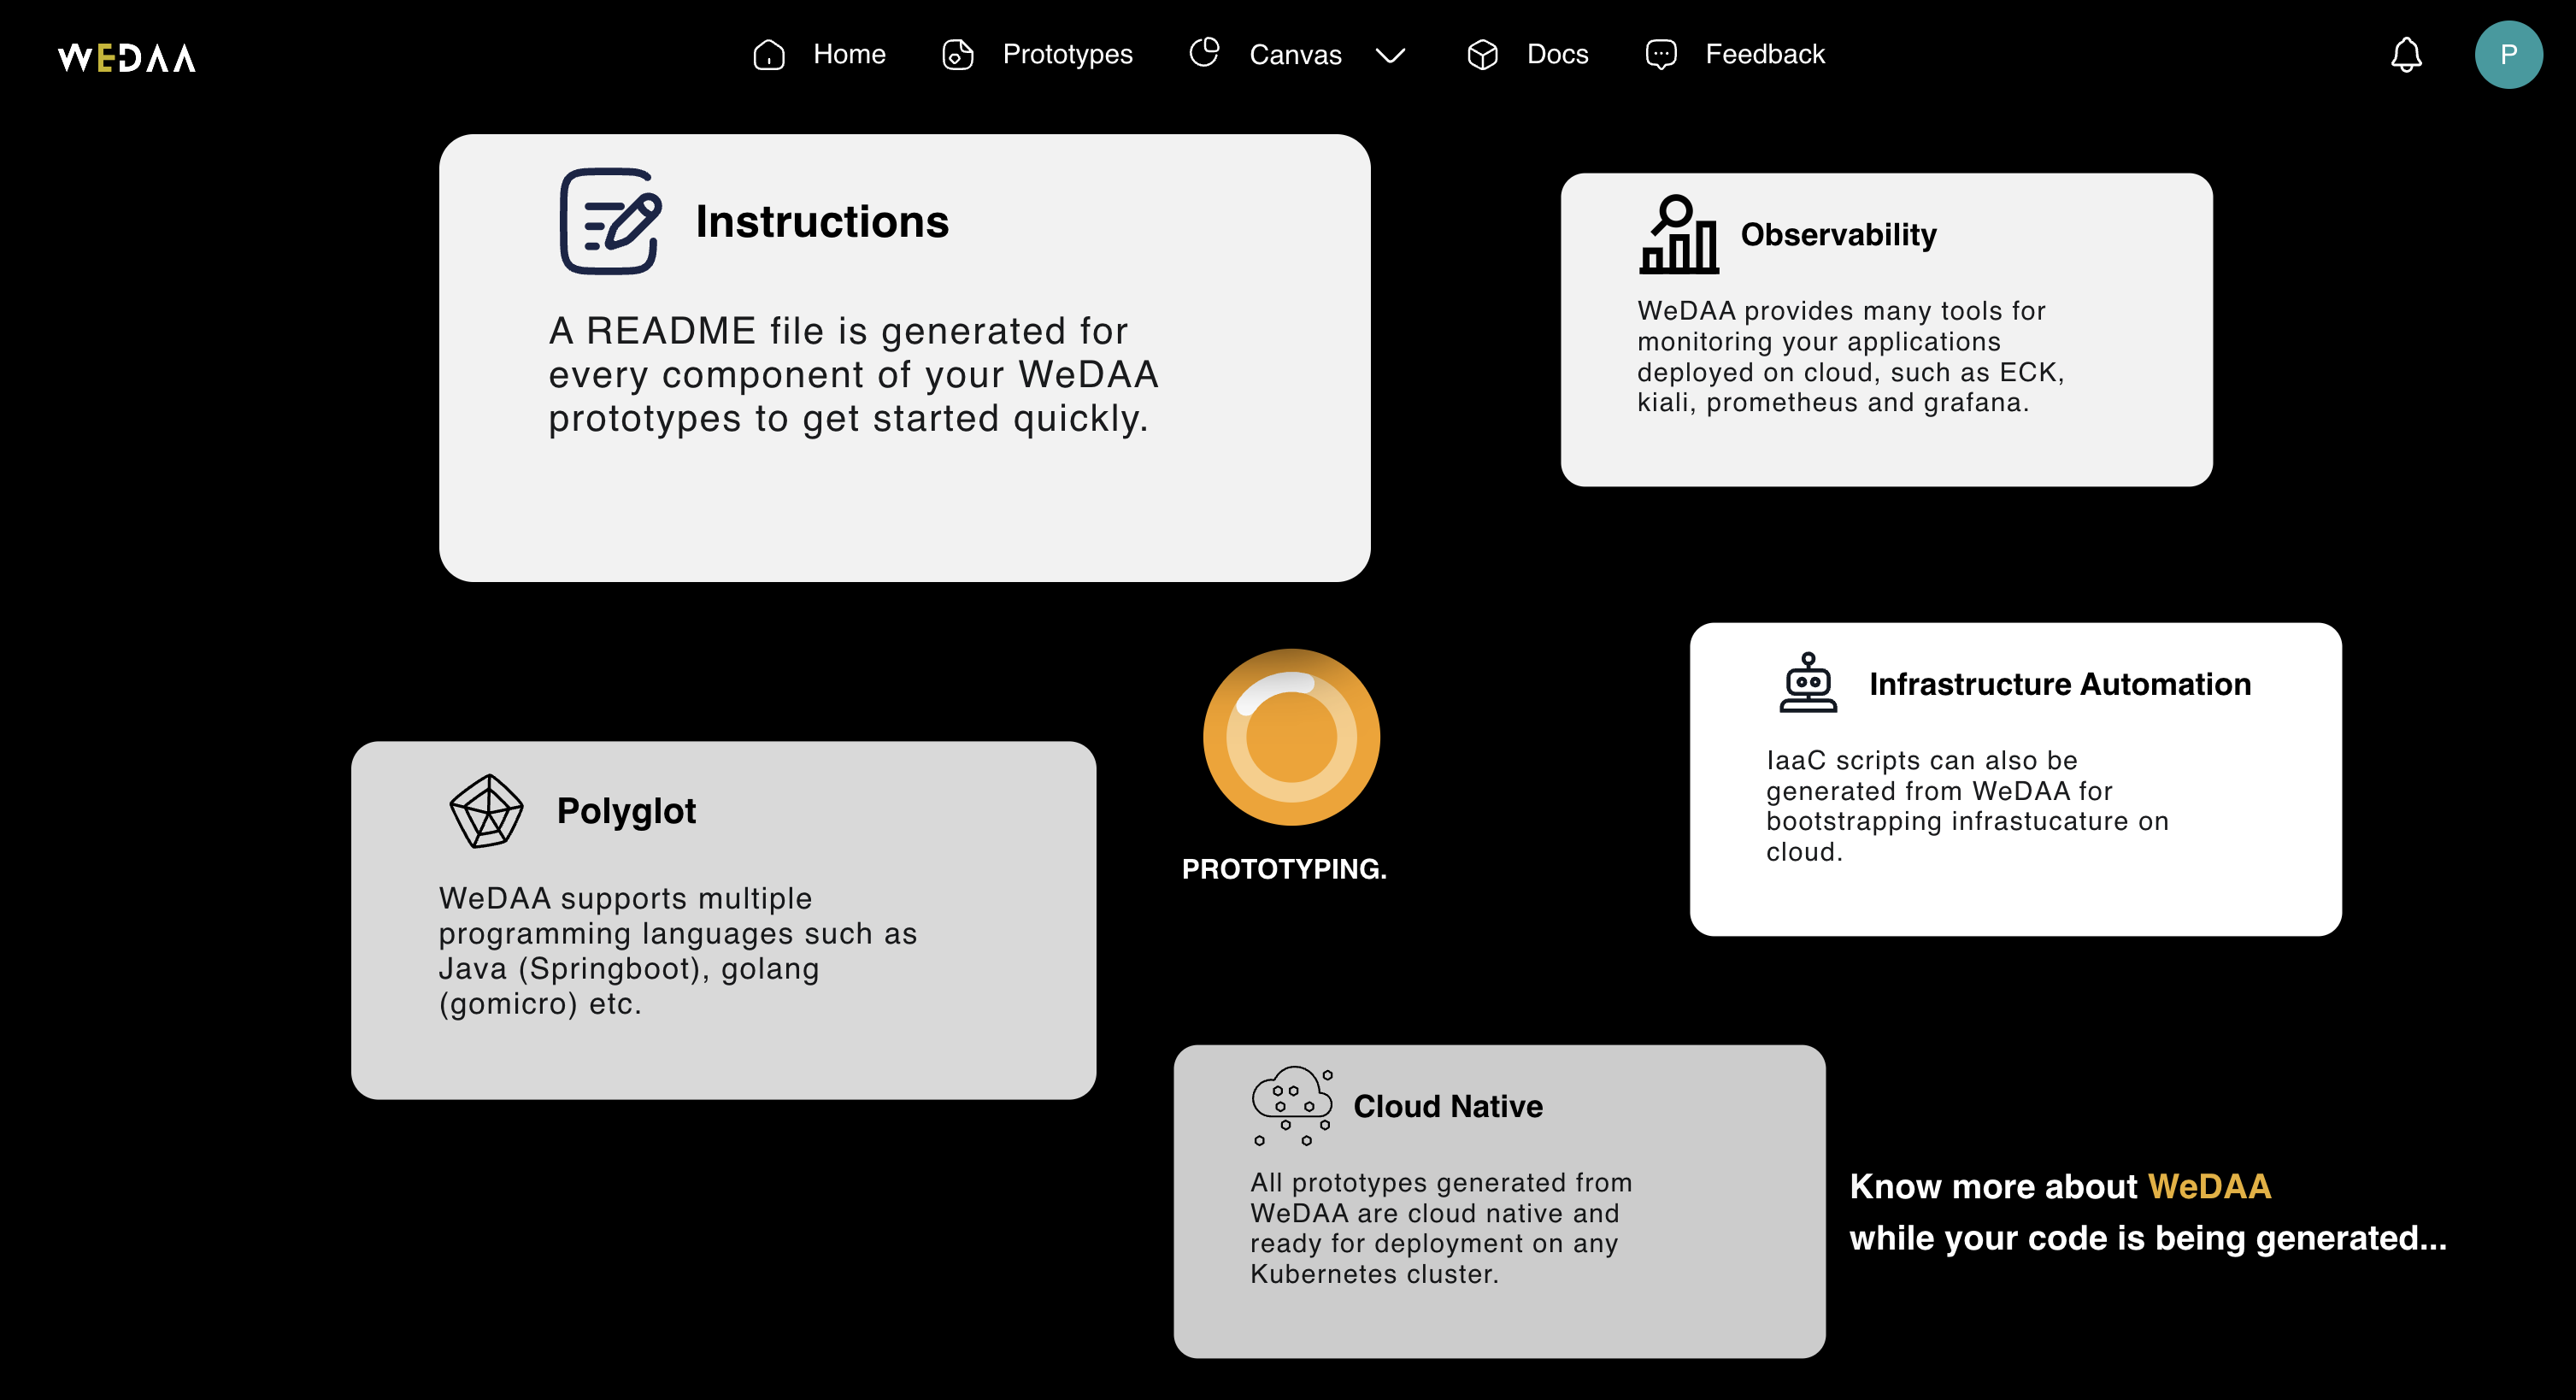 WEDAA
Home
Prototypes
Canvas
Docs
Feedback
P
Instructions
A README file is generated for
every component of your WeDAA
prototypes to get started quickly.
Observability
WeDAA provides many tools for
monitoring your applications
deployed on cloud, such as ECK,
kiali, prometheus and grafana.
Infrastructure Automation
IaaC scripts can also be
generated from WeDAA for
bootstrapping infrastucature on
cloud.
PROTOTYPING.
Polyglot
WeDAA supports multiple
programming languages such as
Java (Springboot), golang
(gomicro) etc.
Cloud Native
All prototypes generated from
WeDAA are cloud native and
ready for deployment on any
Kubernetes cluster.
Know more about WeDAA
while your code is being generated...